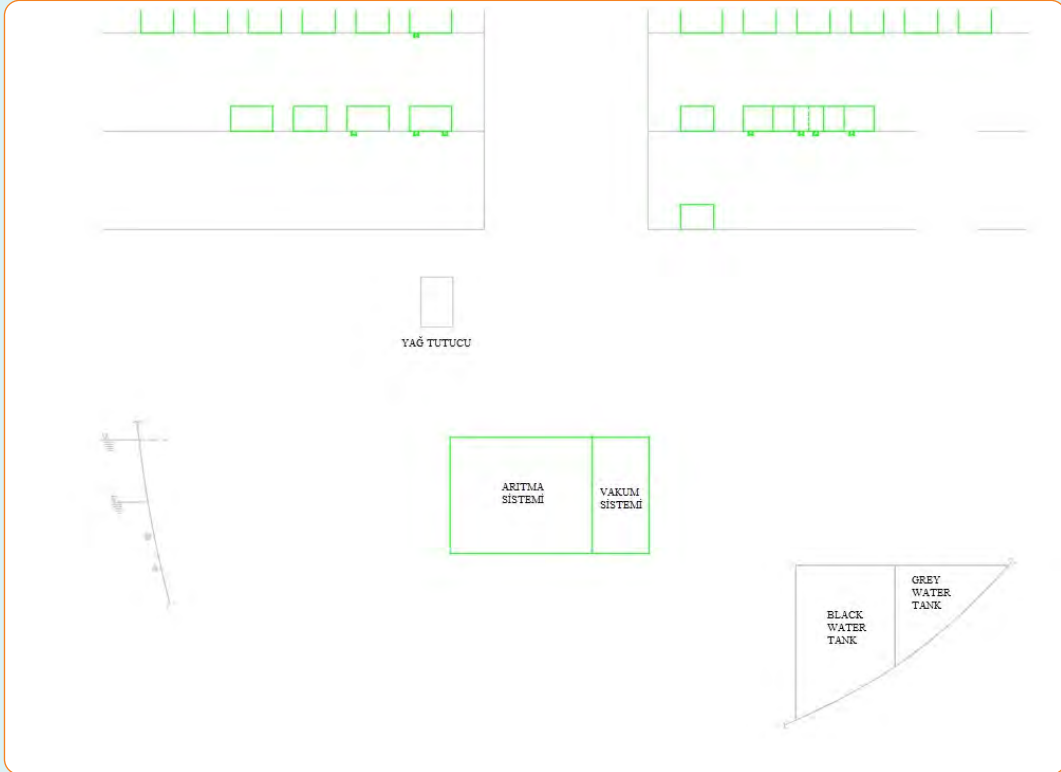 YAĞ TUTUCU
ARITMA
SİSTEMİ
VAKUM
SİSTEMİ
GREY
WATER
TANK
BLACK
WATER
TANK